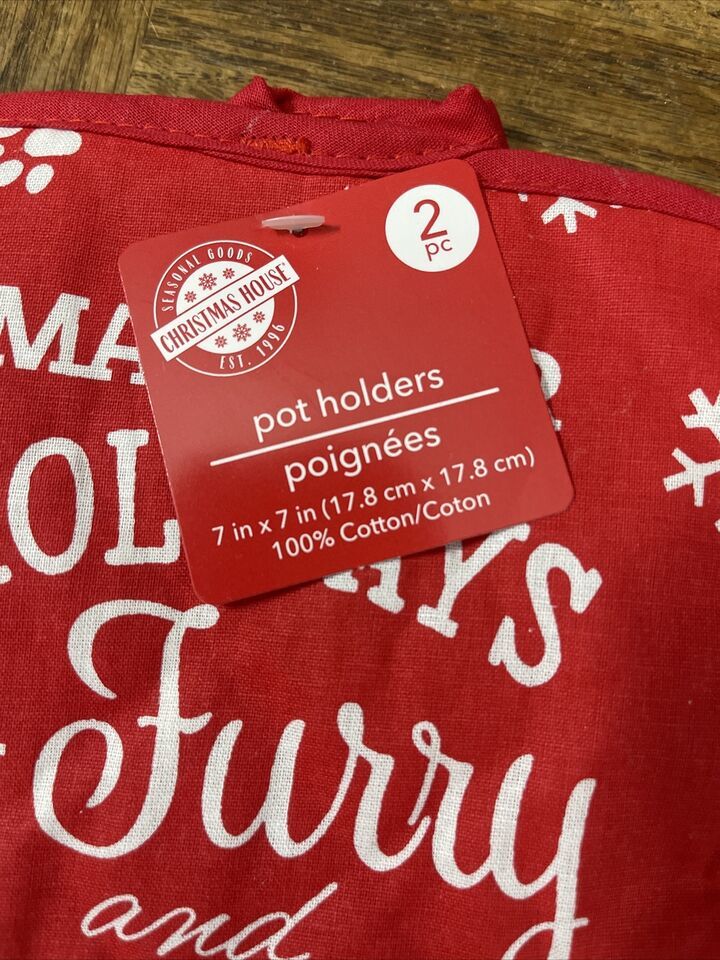 2
pc
SEASONAL GOODS
CHRISTMAS HOUSE
EST. 1996
pot holders
poignées
7 in x 7 in (17.8 cm x 17.8 cm)
100% Cotton/Coton
Furry
and